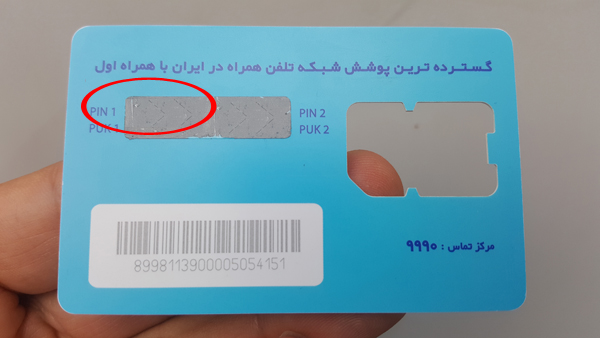 گسترده ترین پوشش شبکه تلفن همراه در ایران با همراه اول
PIN 1
PUK 1
PIN 2
PUK 2
مرکز تماس : ۹۹۹۰
8998113900005054151